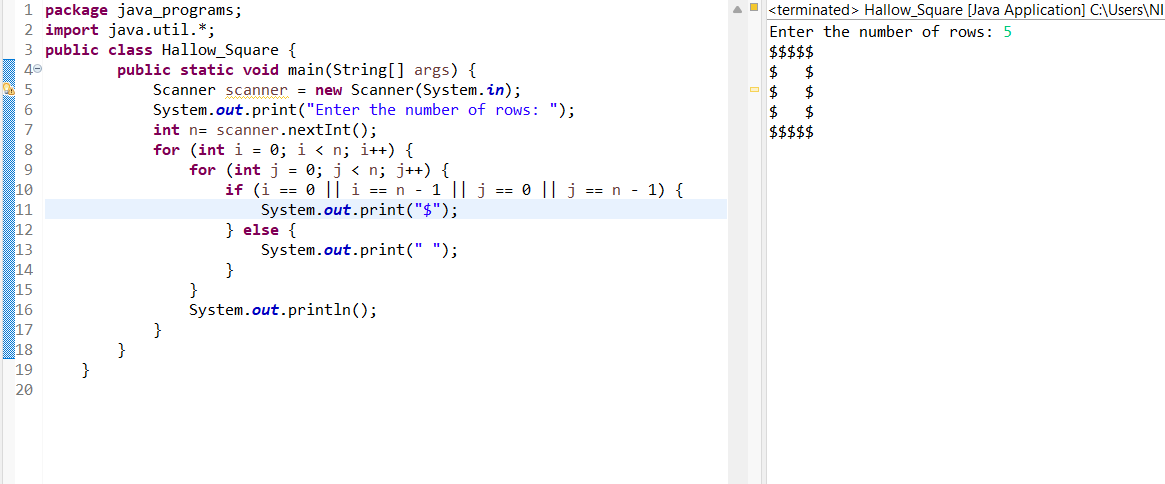 1 package java_programs;
2 import java.util.*;
3 public class Hallow_Square {
4 public static void main(String[] args) {
5 Scanner scanner = new Scanner(System.in);
6 System.out.print("Enter the number of rows: ");
7 int n= scanner.nextInt();
8 for (int i = 0; i < n; i++) {
9 for (int j = 0; j < n; j++) {
10 if (i == 0 || i == n - 1 || j == 0 || j == n - 1) {
11 System.out.print("$");
12 } else {
13 System.out.print(" ");
14 }
15 }
16 System.out.println();
17 }
18 }
19 }
20
<terminated> Hallow_Square [Java Application] C:\Users\NI
Enter the number of rows: 5
$$$$$
$   $
$   $
$   $
$$$$$